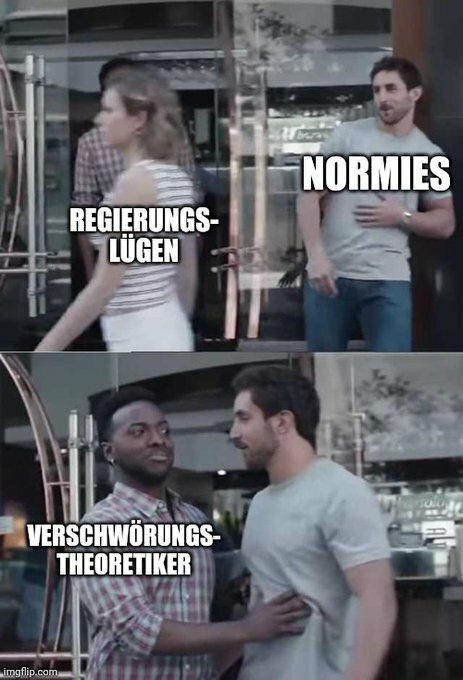 NORMIES
REGIERUNGS-
LÜGEN
VERSCHWÖRUNGS-
THEORETIKER
imgflip.com